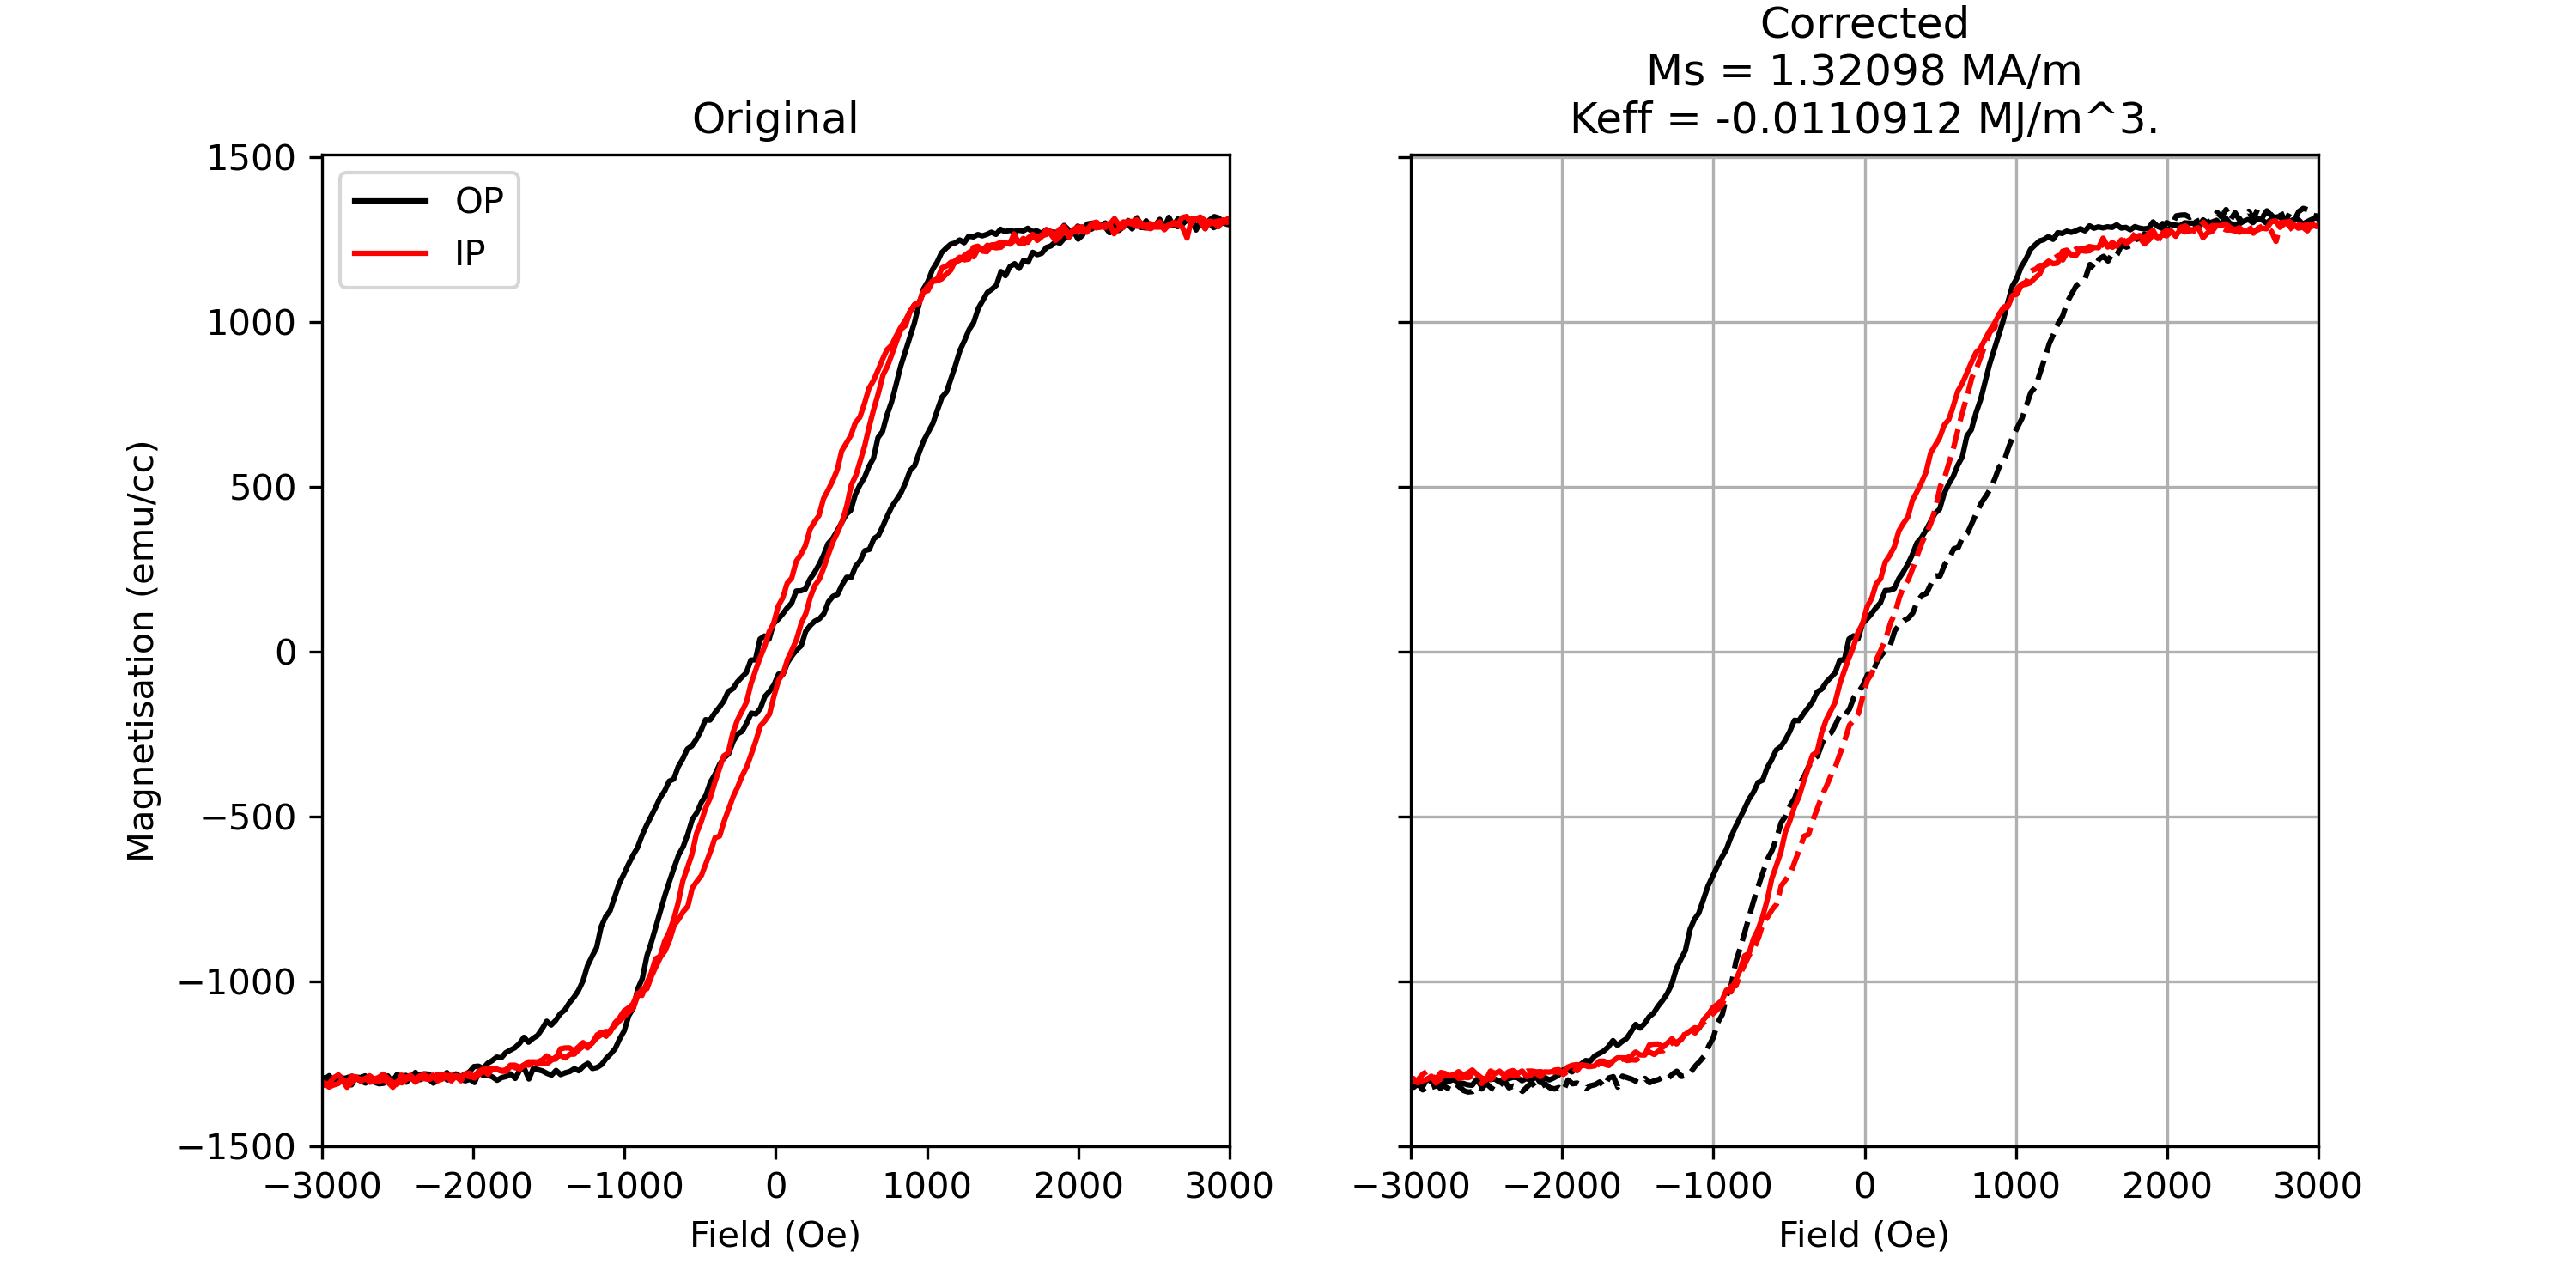 Original
OP
IP
1500
1000
500
0
−500
−1000
−1500
Magnetisation (emu/cc)
−3000 −2000 −1000 0 1000 2000 3000
Field (Oe)
Corrected
Ms = 1.32098 MA/m
Keff = -0.0110912 MJ/m^3.
−3000 −2000 −1000 0 1000 2000 3000
Field (Oe)